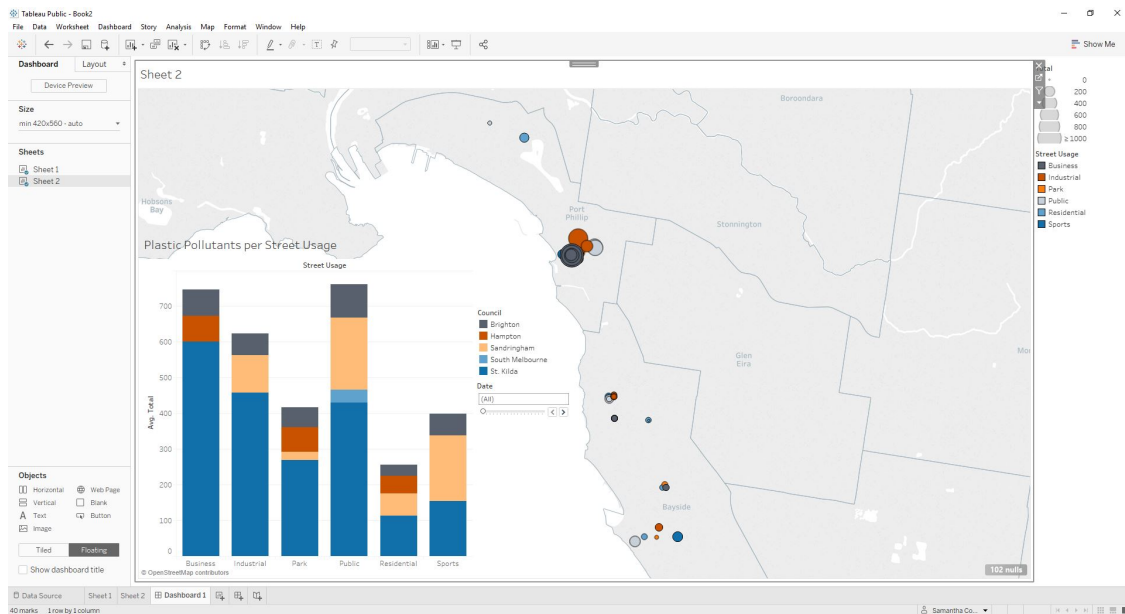 Tableau Public - Book2
File Data Worksheet Dashboard Story Analysis Map Format Window Help
Show Me
Dashboard Layout
Device Preview
Size
min 420x560 - auto
Sheets
Sheet 1
Sheet 2
Objects
Horizontal Web Page
Vertical Blank
A Text Button
Image
Tiled Floating
Show dashboard title
Sheet 2
Boroondara
Hobsons
Bay
Port
Phillip
Stonnington
Glen
Eira
Bayside
102 nulls
Plastic Pollutants per Street Usage
Street Usage
Avg. Total
700
600
500
400
300
200
100
0
Business Industrial Park Public Residential Sports
© OpenStreetMap contributors
Council
Brighton
Hampton
Sandringham
South Melbourne
St. Kilda
Date
(All)
0
200
400
600
800
≥ 1000
Street Usage
Business
Industrial
Park
Public
Residential
Sports
Data Source Sheet 1 Sheet 2 Dashboard 1
40 marks 1 row by 1 column
Samantha Co...